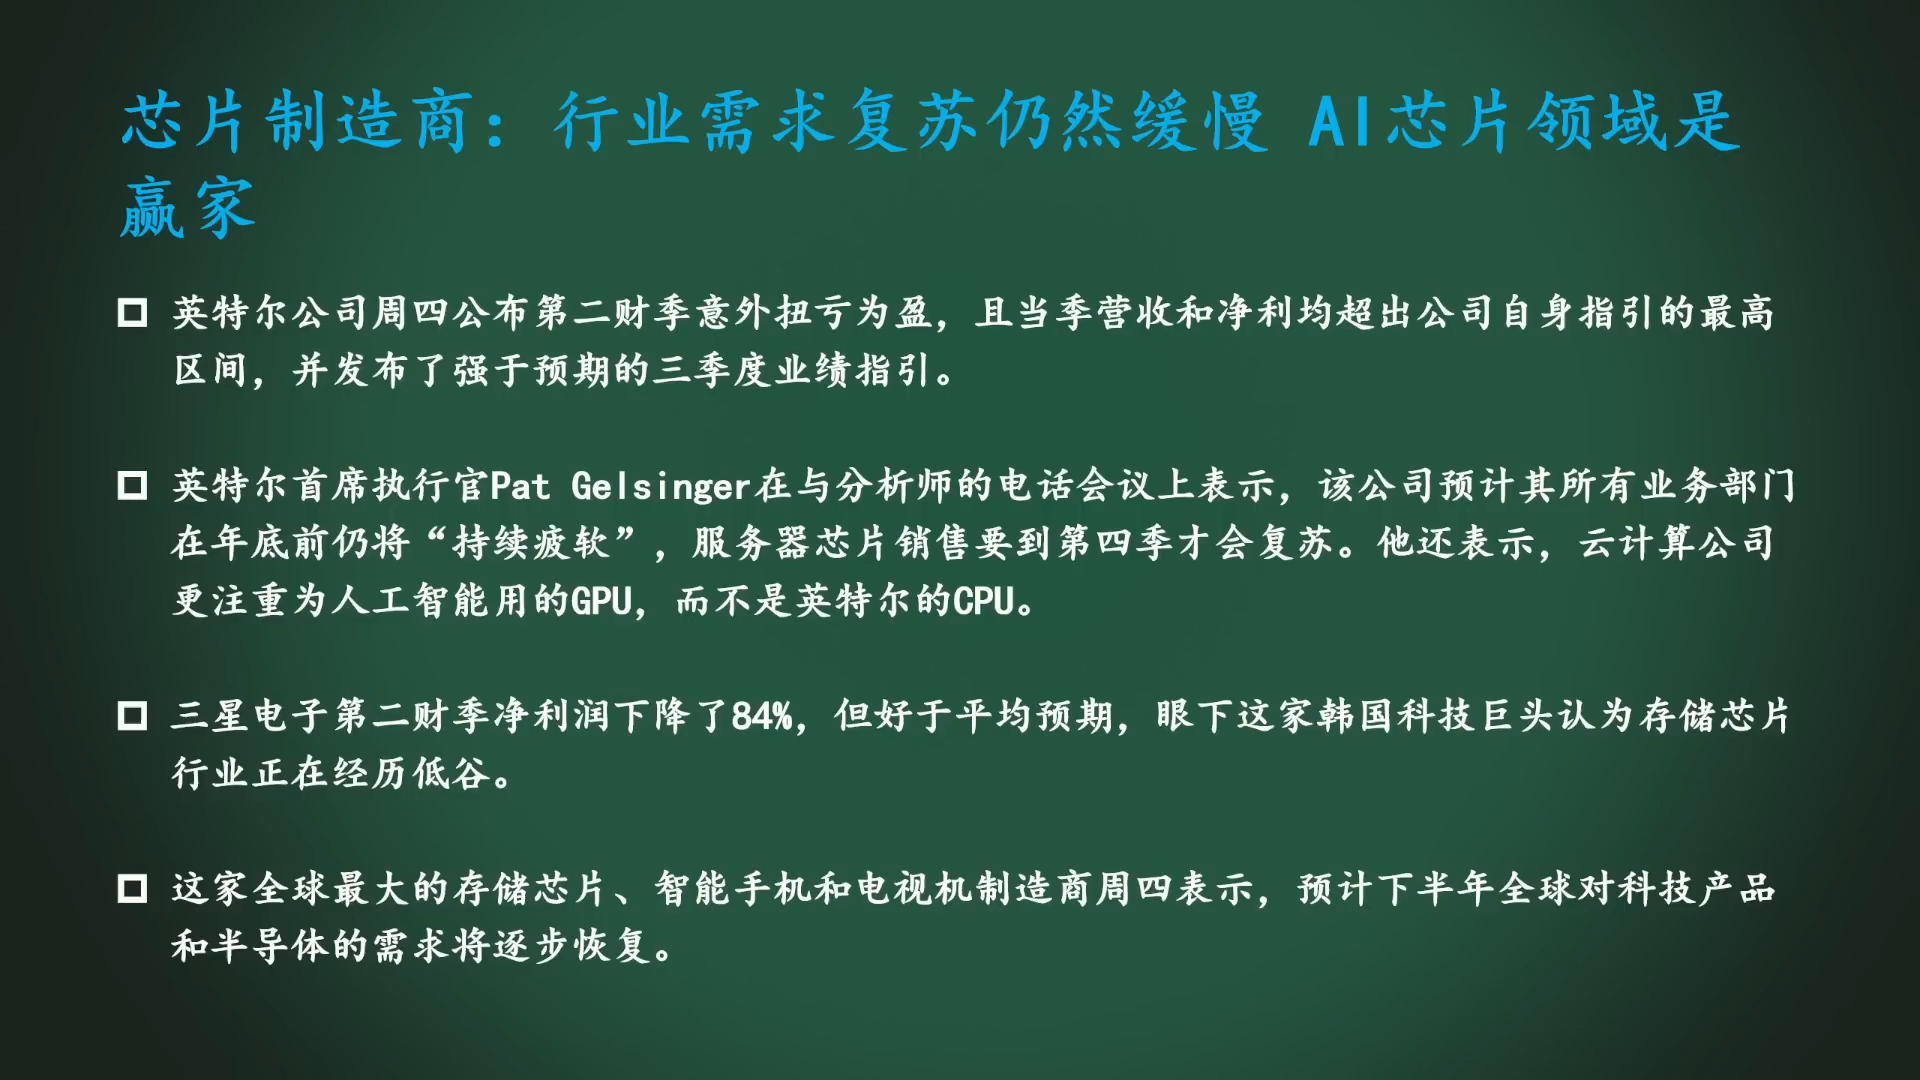 芯片制造商：行业需求复苏仍然缓慢 AI芯片领域是
赢家
英特尔公司周四公布第二财季意外扭亏为盈，且当季营收和净利均超出公司自身指引的最高
区间，并发布了强于预期的三季度业绩指引。
英特尔首席执行官Pat Gelsinger在与分析师的电话会议上表示，该公司预计其所有业务部门
在年底前仍将“持续疲软”，服务器芯片销售要到第四季才会复苏。他还表示，云计算公司
更注重为人工智能用的GPU，而不是英特尔的CPU。
三星电子第二财季净利润下降了84%，但好于平均预期，眼下这家韩国科技巨头认为存储芯片
行业正在经历低谷。
这家全球最大的存储芯片、智能手机和电视机制造商周四表示，预计下半年全球对科技产品
和半导体的需求将逐步恢复。